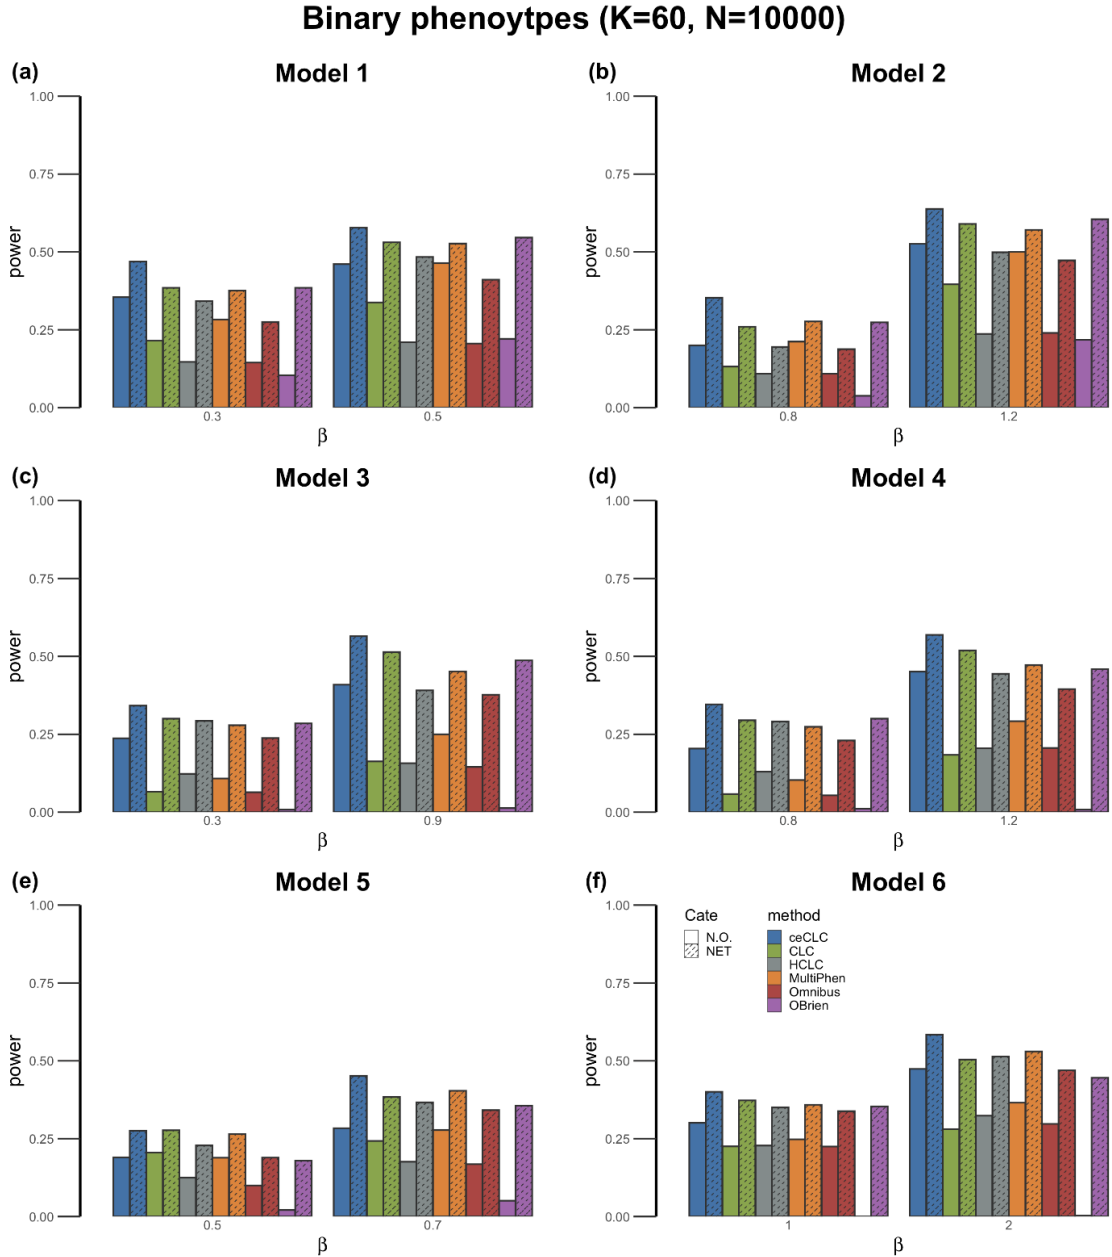 Binary phenoytpes (K=60, N=10000)
(a) Model 1
1.00
0.75
0.50
0.25
0.00
power
0.3 0.5
β
(b) Model 2
1.00
0.75
0.50
0.25
0.00
power
0.8 1.2
β
(c) Model 3
1.00
0.75
0.50
0.25
0.00
power
0.3 0.9
β
(d) Model 4
1.00
0.75
0.50
0.25
0.00
power
0.8 1.2
β
(e) Model 5
1.00
0.75
0.50
0.25
0.00
power
0.5 0.7
β
(f) Model 6
1.00
0.75
0.50
0.25
0.00
power
Cate
N.O.
NET
method
ceCLC
CLC
HCLC
MultiPhen
Omnibus
OBrien
1 2
β